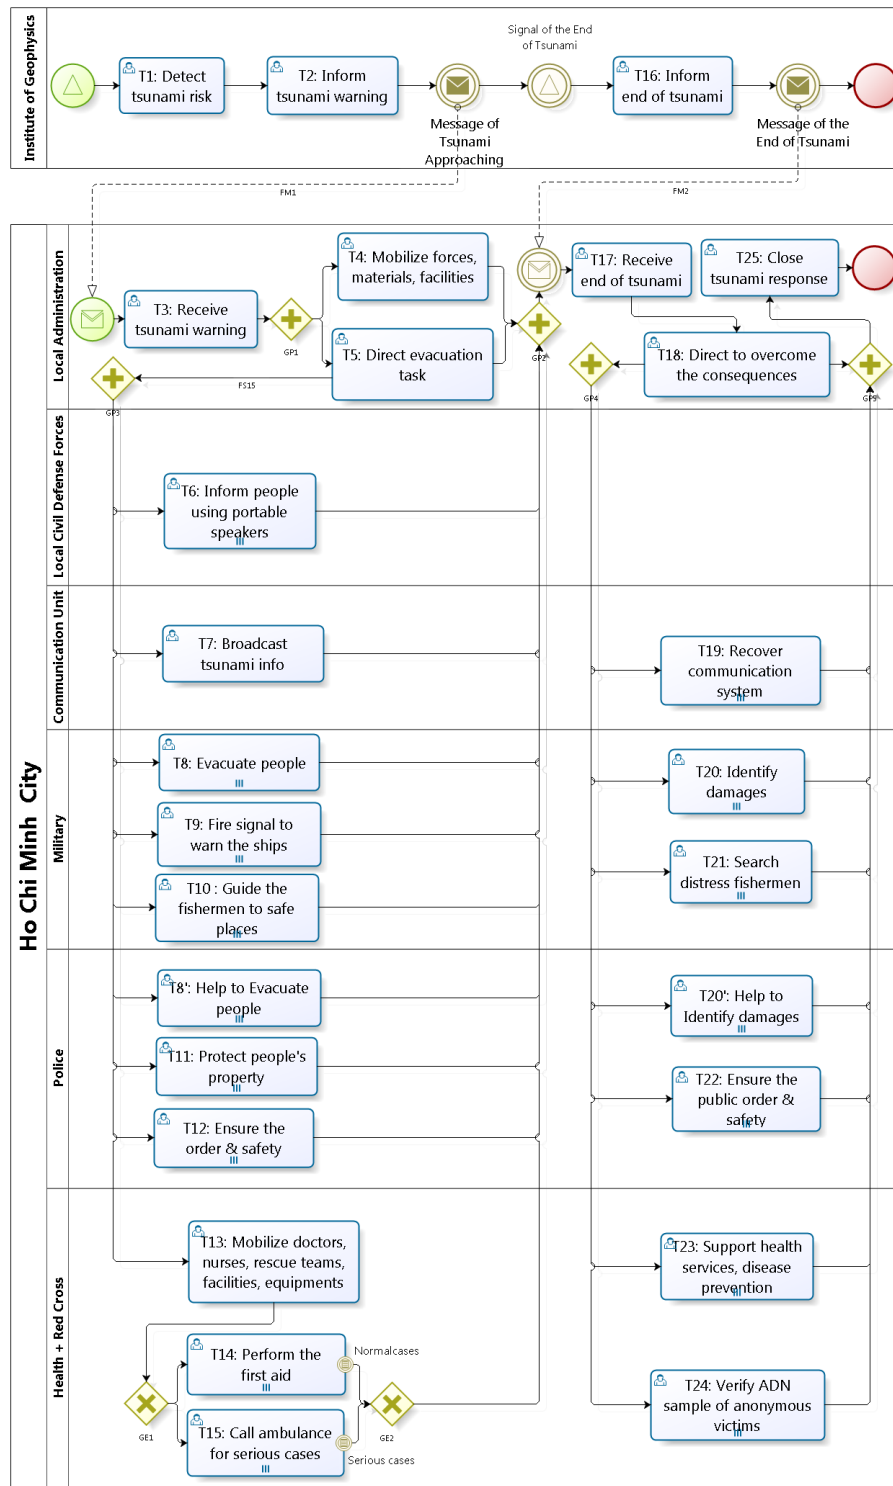 Institute of Geophysics
T1: Detect
tsunami risk
T2: Inform
tsunami warning
Message of
Tsunami
Approaching
Signal of the End
of Tsunami
T16: Inform
end of tsunami
Message of the
End of Tsunami
FM1
FM2
Ho Chi Minh City
Local Administration
T3: Receive
tsunami warning
GP1
T4: Mobilize forces,
materials, facilities
T5: Direct evacuation
task
GP2
FS15
GP3
T17: Receive
end of tsunami
T25: Close
tsunami response
T18: Direct to overcome
the consequences
GP4
GP5
Local Civil Defense Forces
T6: Inform people
using portable
speakers
Communication Unit
T7: Broadcast
tsunami info
T19: Recover
communication
system
Military
T8: Evacuate people
T9: Fire signal to
warn the ships
T10 : Guide the
fishermen to safe
places
T20: Identify
damages
T21: Search
distress fishermen
Police
T8': Help to Evacuate
people
T11: Protect people's
property
T12: Ensure the
order & safety
T20': Help to
Identify damages
T22: Ensure the
public order &
safety
Health + Red Cross
T13: Mobilize doctors,
nurses, rescue teams,
facilities, equipments
GE1
T14: Perform the
first aid
Normalcases
T15: Call ambulance
for serious cases
Serious cases
GE2
T23: Support health
services, disease
prevention
T24: Verify ADN
sample of anonymous
victims